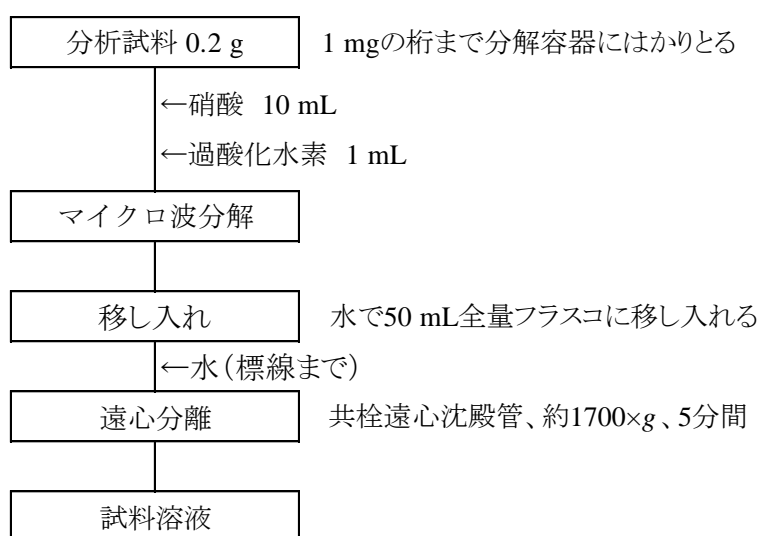 分析試料 0.2 g 1 mgの桁まで分解容器にはかりとる
←硝酸 10 mL
←過酸化水素 1 mL
マイクロ波分解
移し入れ 水で50 mL全量フラスコに移し入れる
←水(標線まで)
遠心分離 共栓遠心沈殿管、約1700×g、5分間
試料溶液